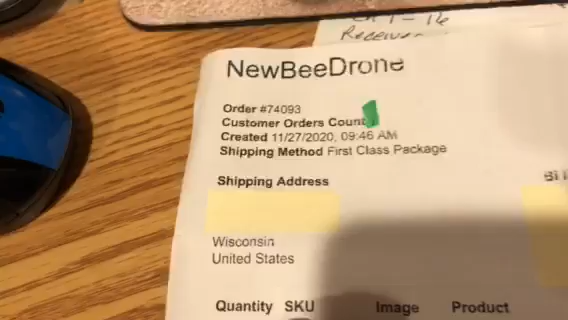 Receiver
NewBeeDrone
Order #74093
Customer Orders Count
Created 11/27/2020, 09:46 AM
Shipping Method First Class Package
Shipping Address
Wisconsin
United States
Quantity SKU Image Product